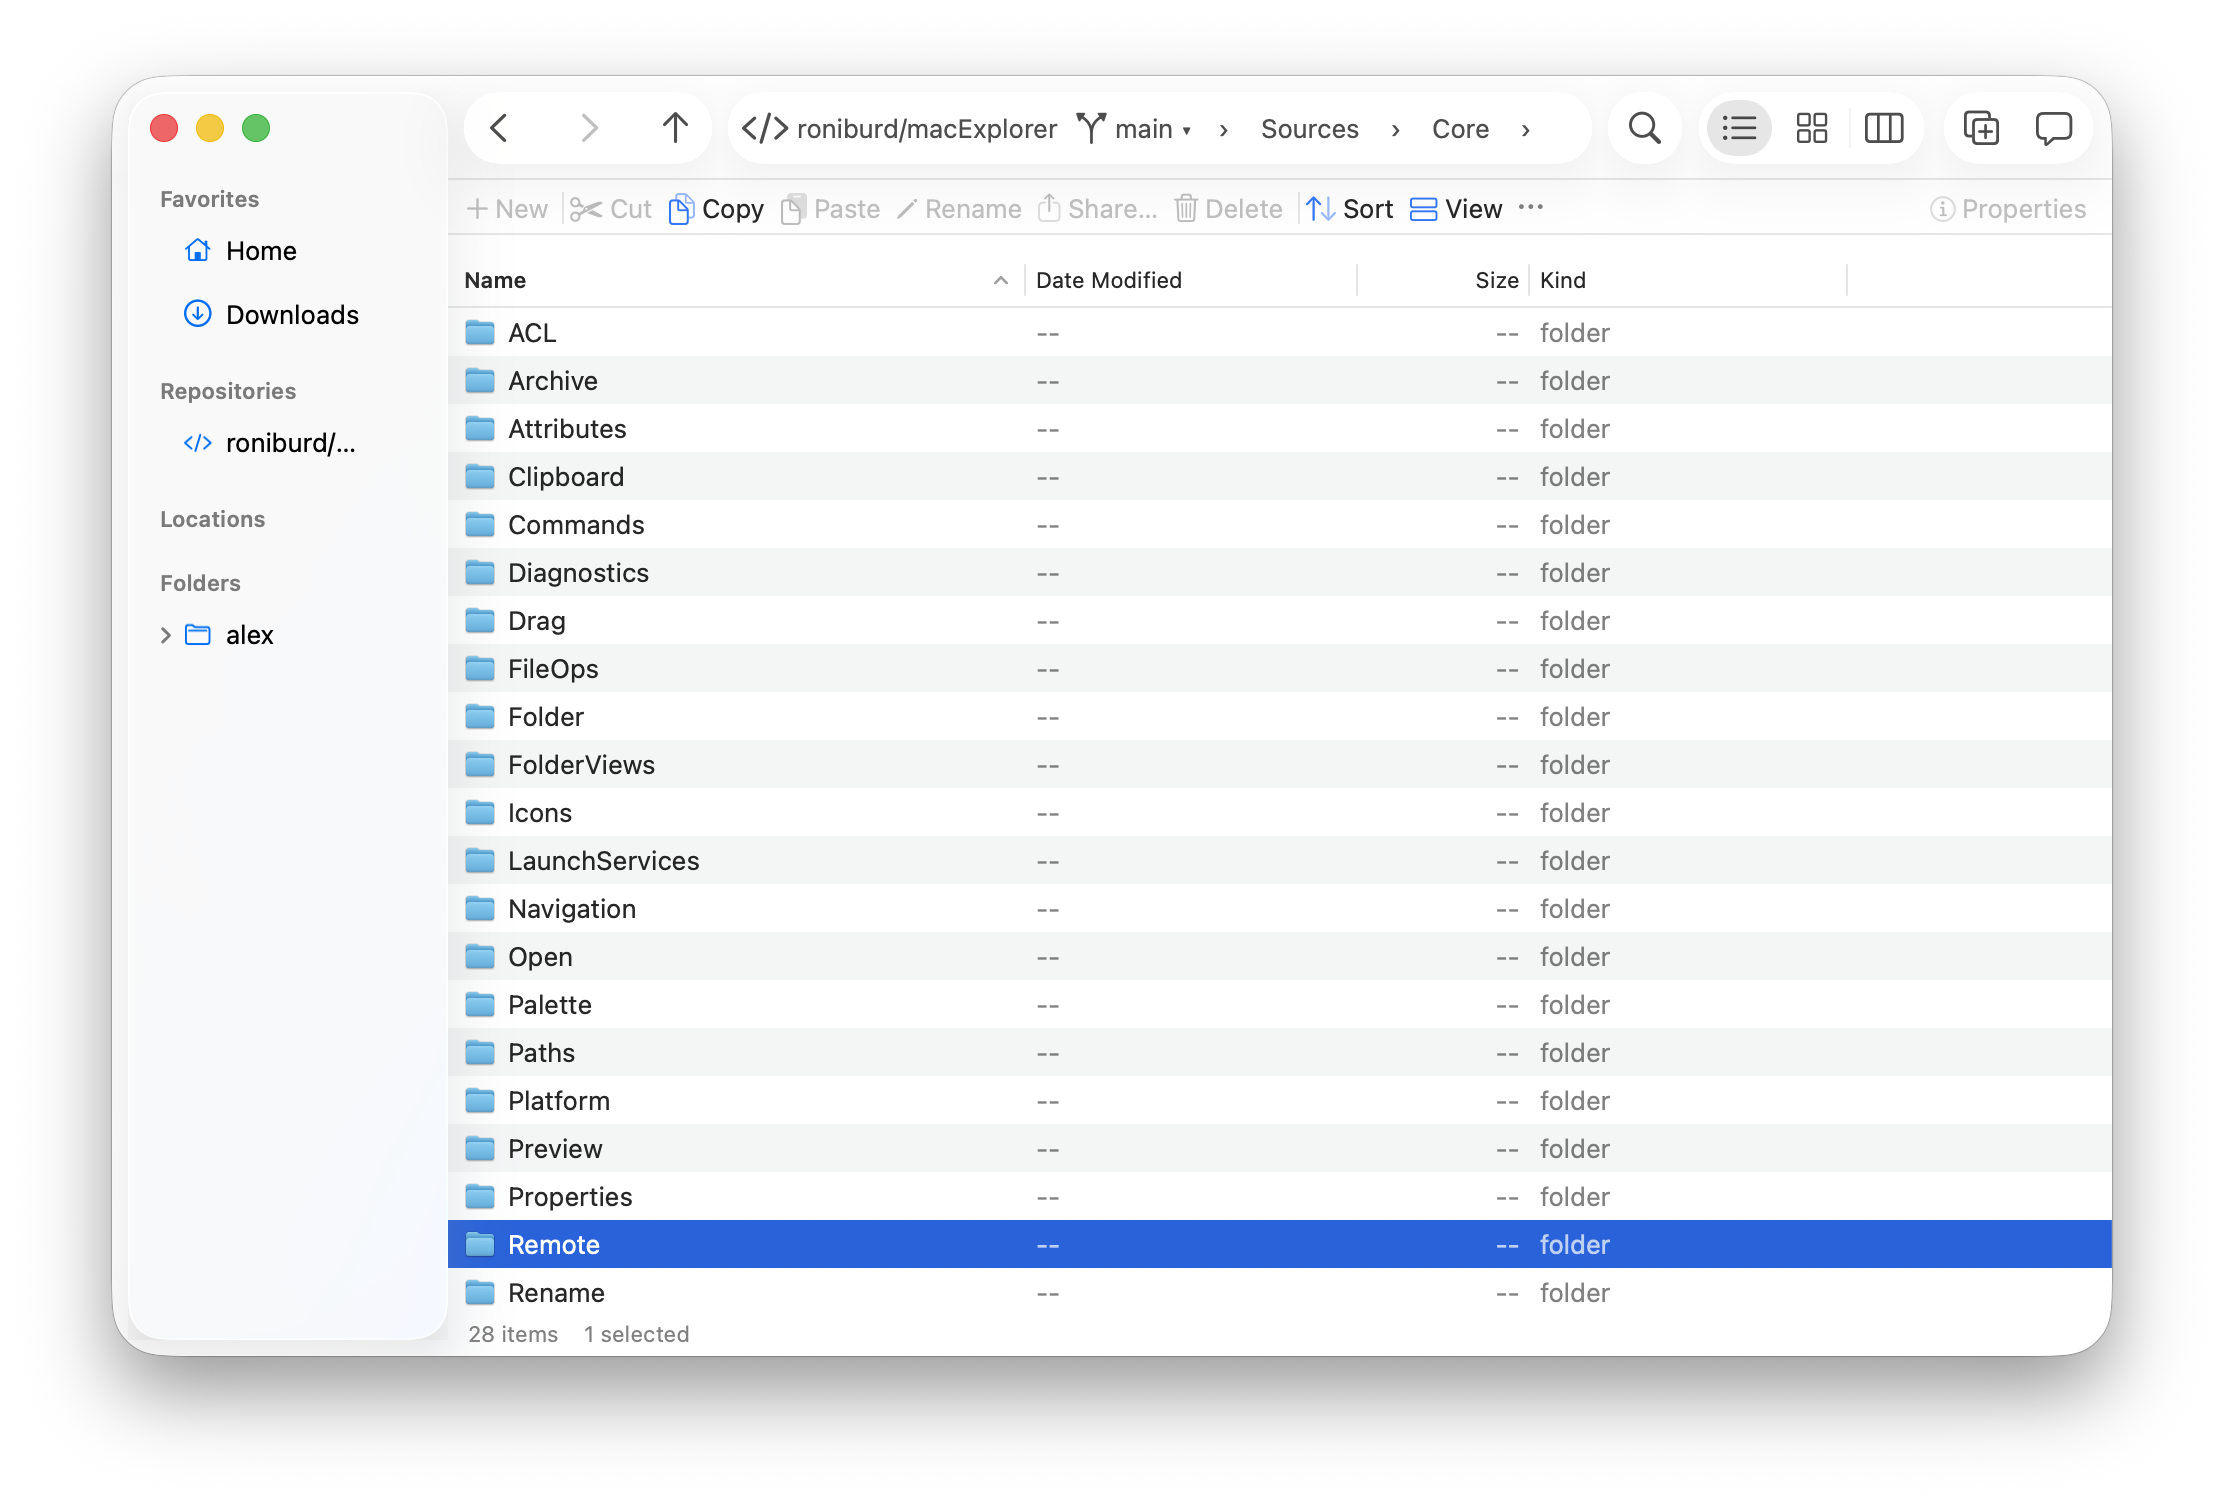 roniburd/macExplorer main ▾ › Sources › Core ›
Favorites
Home
Downloads
Repositories
roniburd/...
Locations
Folders
alex
New Cut Copy Paste Rename Share... Delete Sort View ··· Properties
Name Date Modified Size Kind
ACL -- -- folder
Archive -- -- folder
Attributes -- -- folder
Clipboard -- -- folder
Commands -- -- folder
Diagnostics -- -- folder
Drag -- -- folder
FileOps -- -- folder
Folder -- -- folder
FolderViews -- -- folder
Icons -- -- folder
LaunchServices -- -- folder
Navigation -- -- folder
Open -- -- folder
Palette -- -- folder
Paths -- -- folder
Platform -- -- folder
Preview -- -- folder
Properties -- -- folder
Remote -- -- folder
Rename -- -- folder
28 items 1 selected